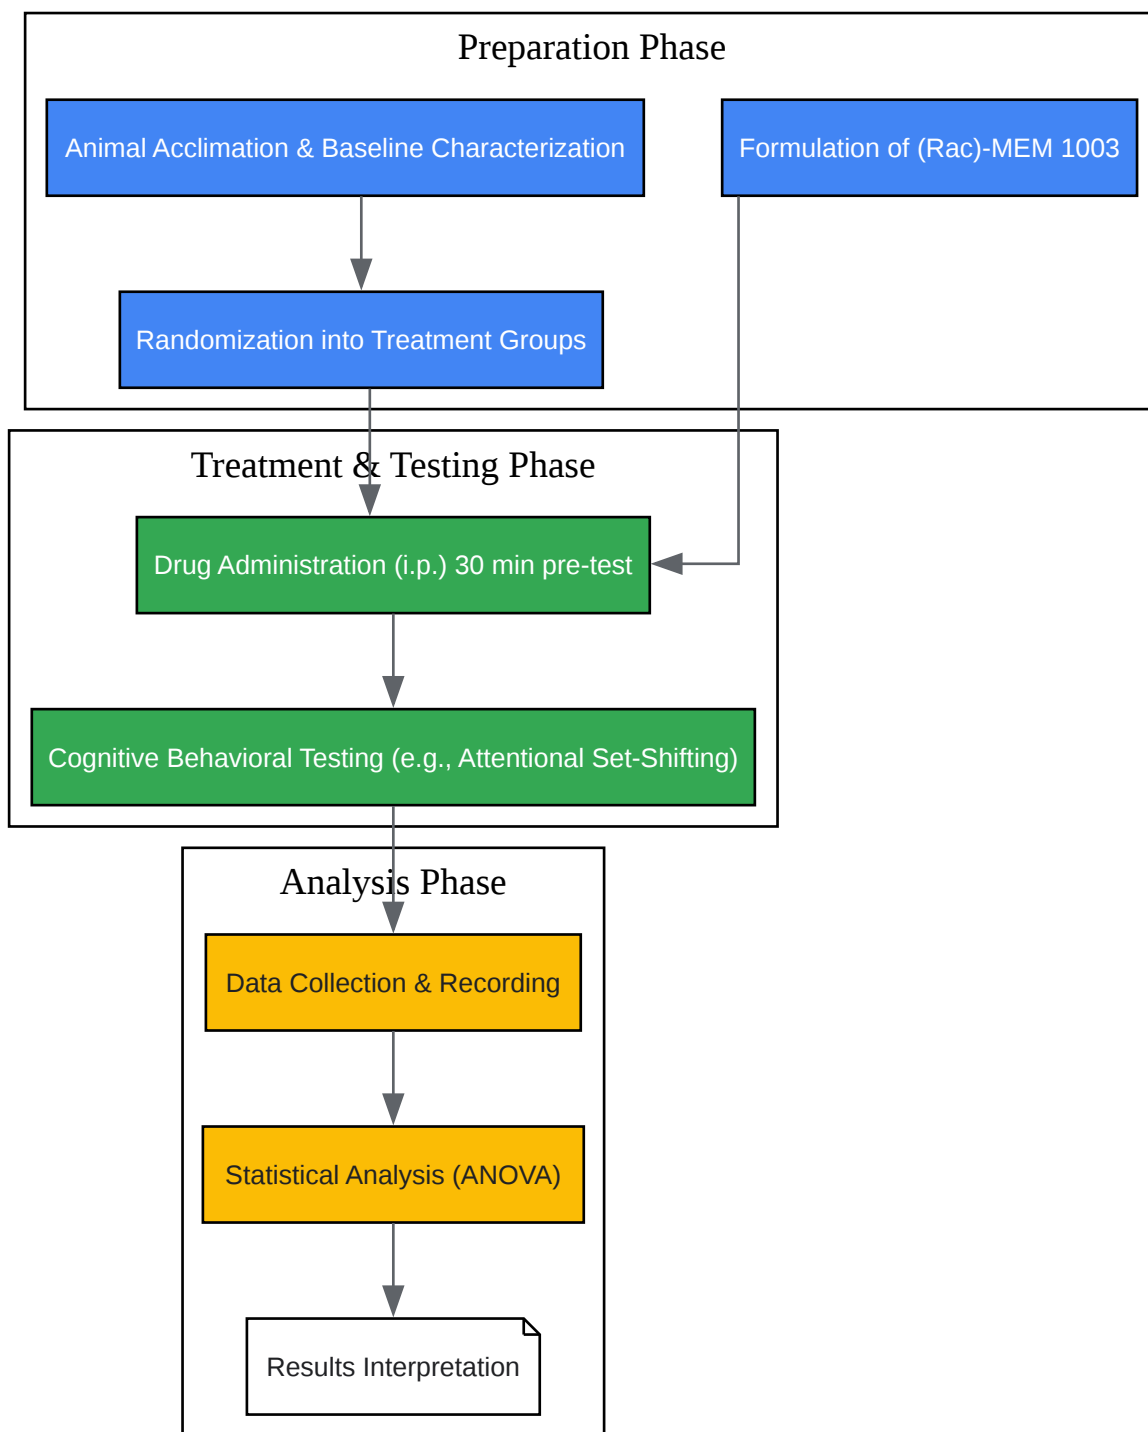 Preparation Phase
Animal Acclimation & Baseline Characterization
Formulation of (Rac)-MEM 1003
Randomization into Treatment Groups
Treatment & Testing Phase
Drug Administration (i.p.) 30 min pre-test
Cognitive Behavioral Testing (e.g., Attentional Set-Shifting)
Analysis Phase
Data Collection & Recording
Statistical Analysis (ANOVA)
Results Interpretation